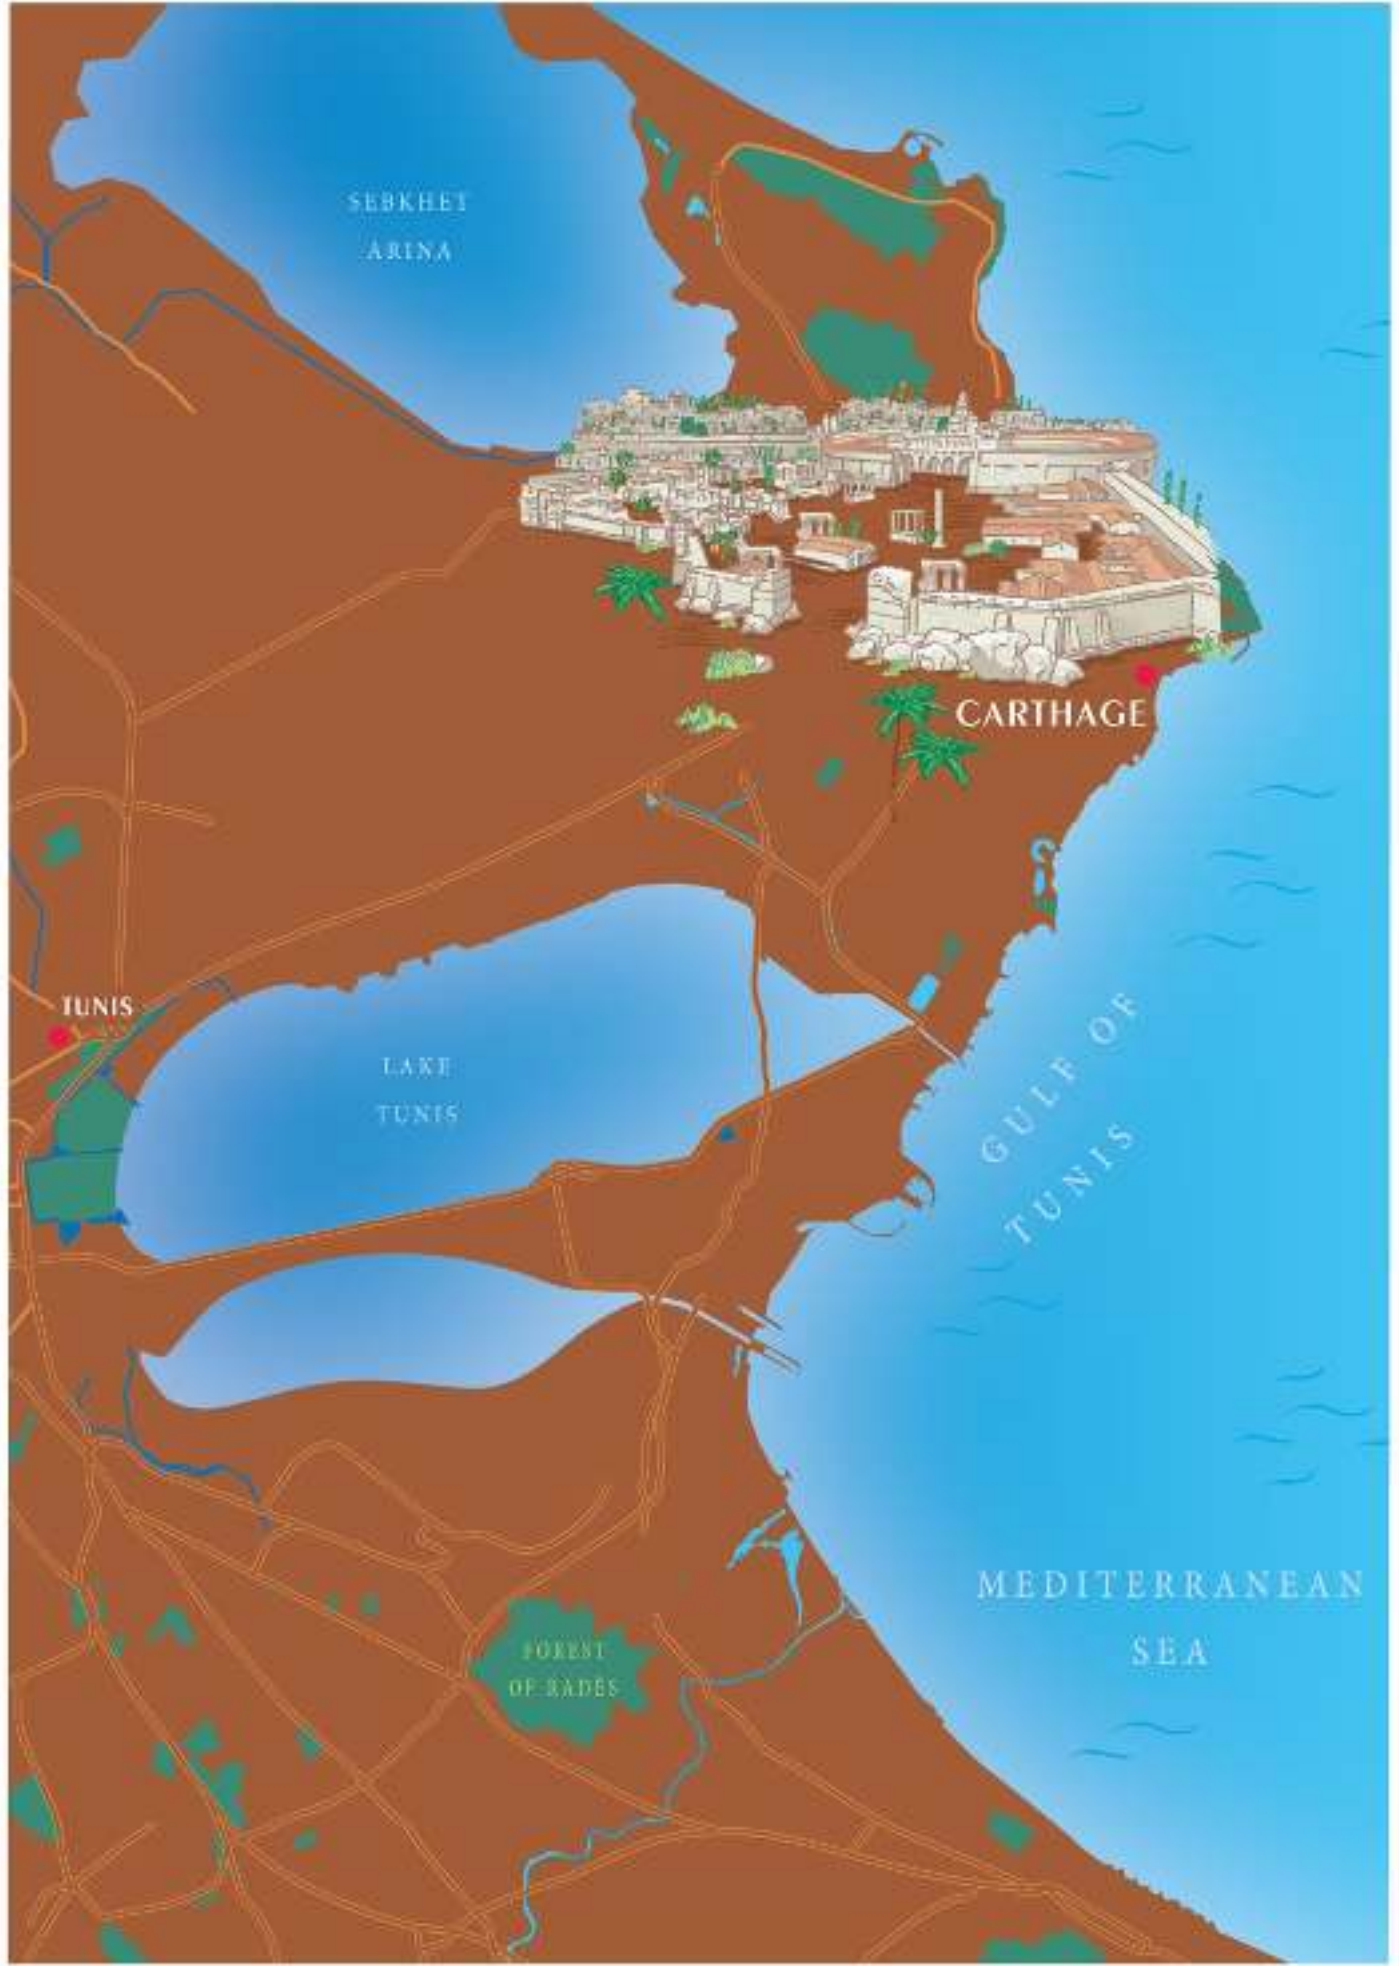 SEBKHET
ARINA
CARTHAGE
TUNIS
LAKE
TUNIS
GULF OF
TUNIS
MEDITERRANEAN
SEA
FOREST
OF RADÈS